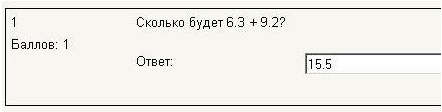 1
Сколько будет 6.3 + 9.2?
Баллов: 1
Ответ:
15.5